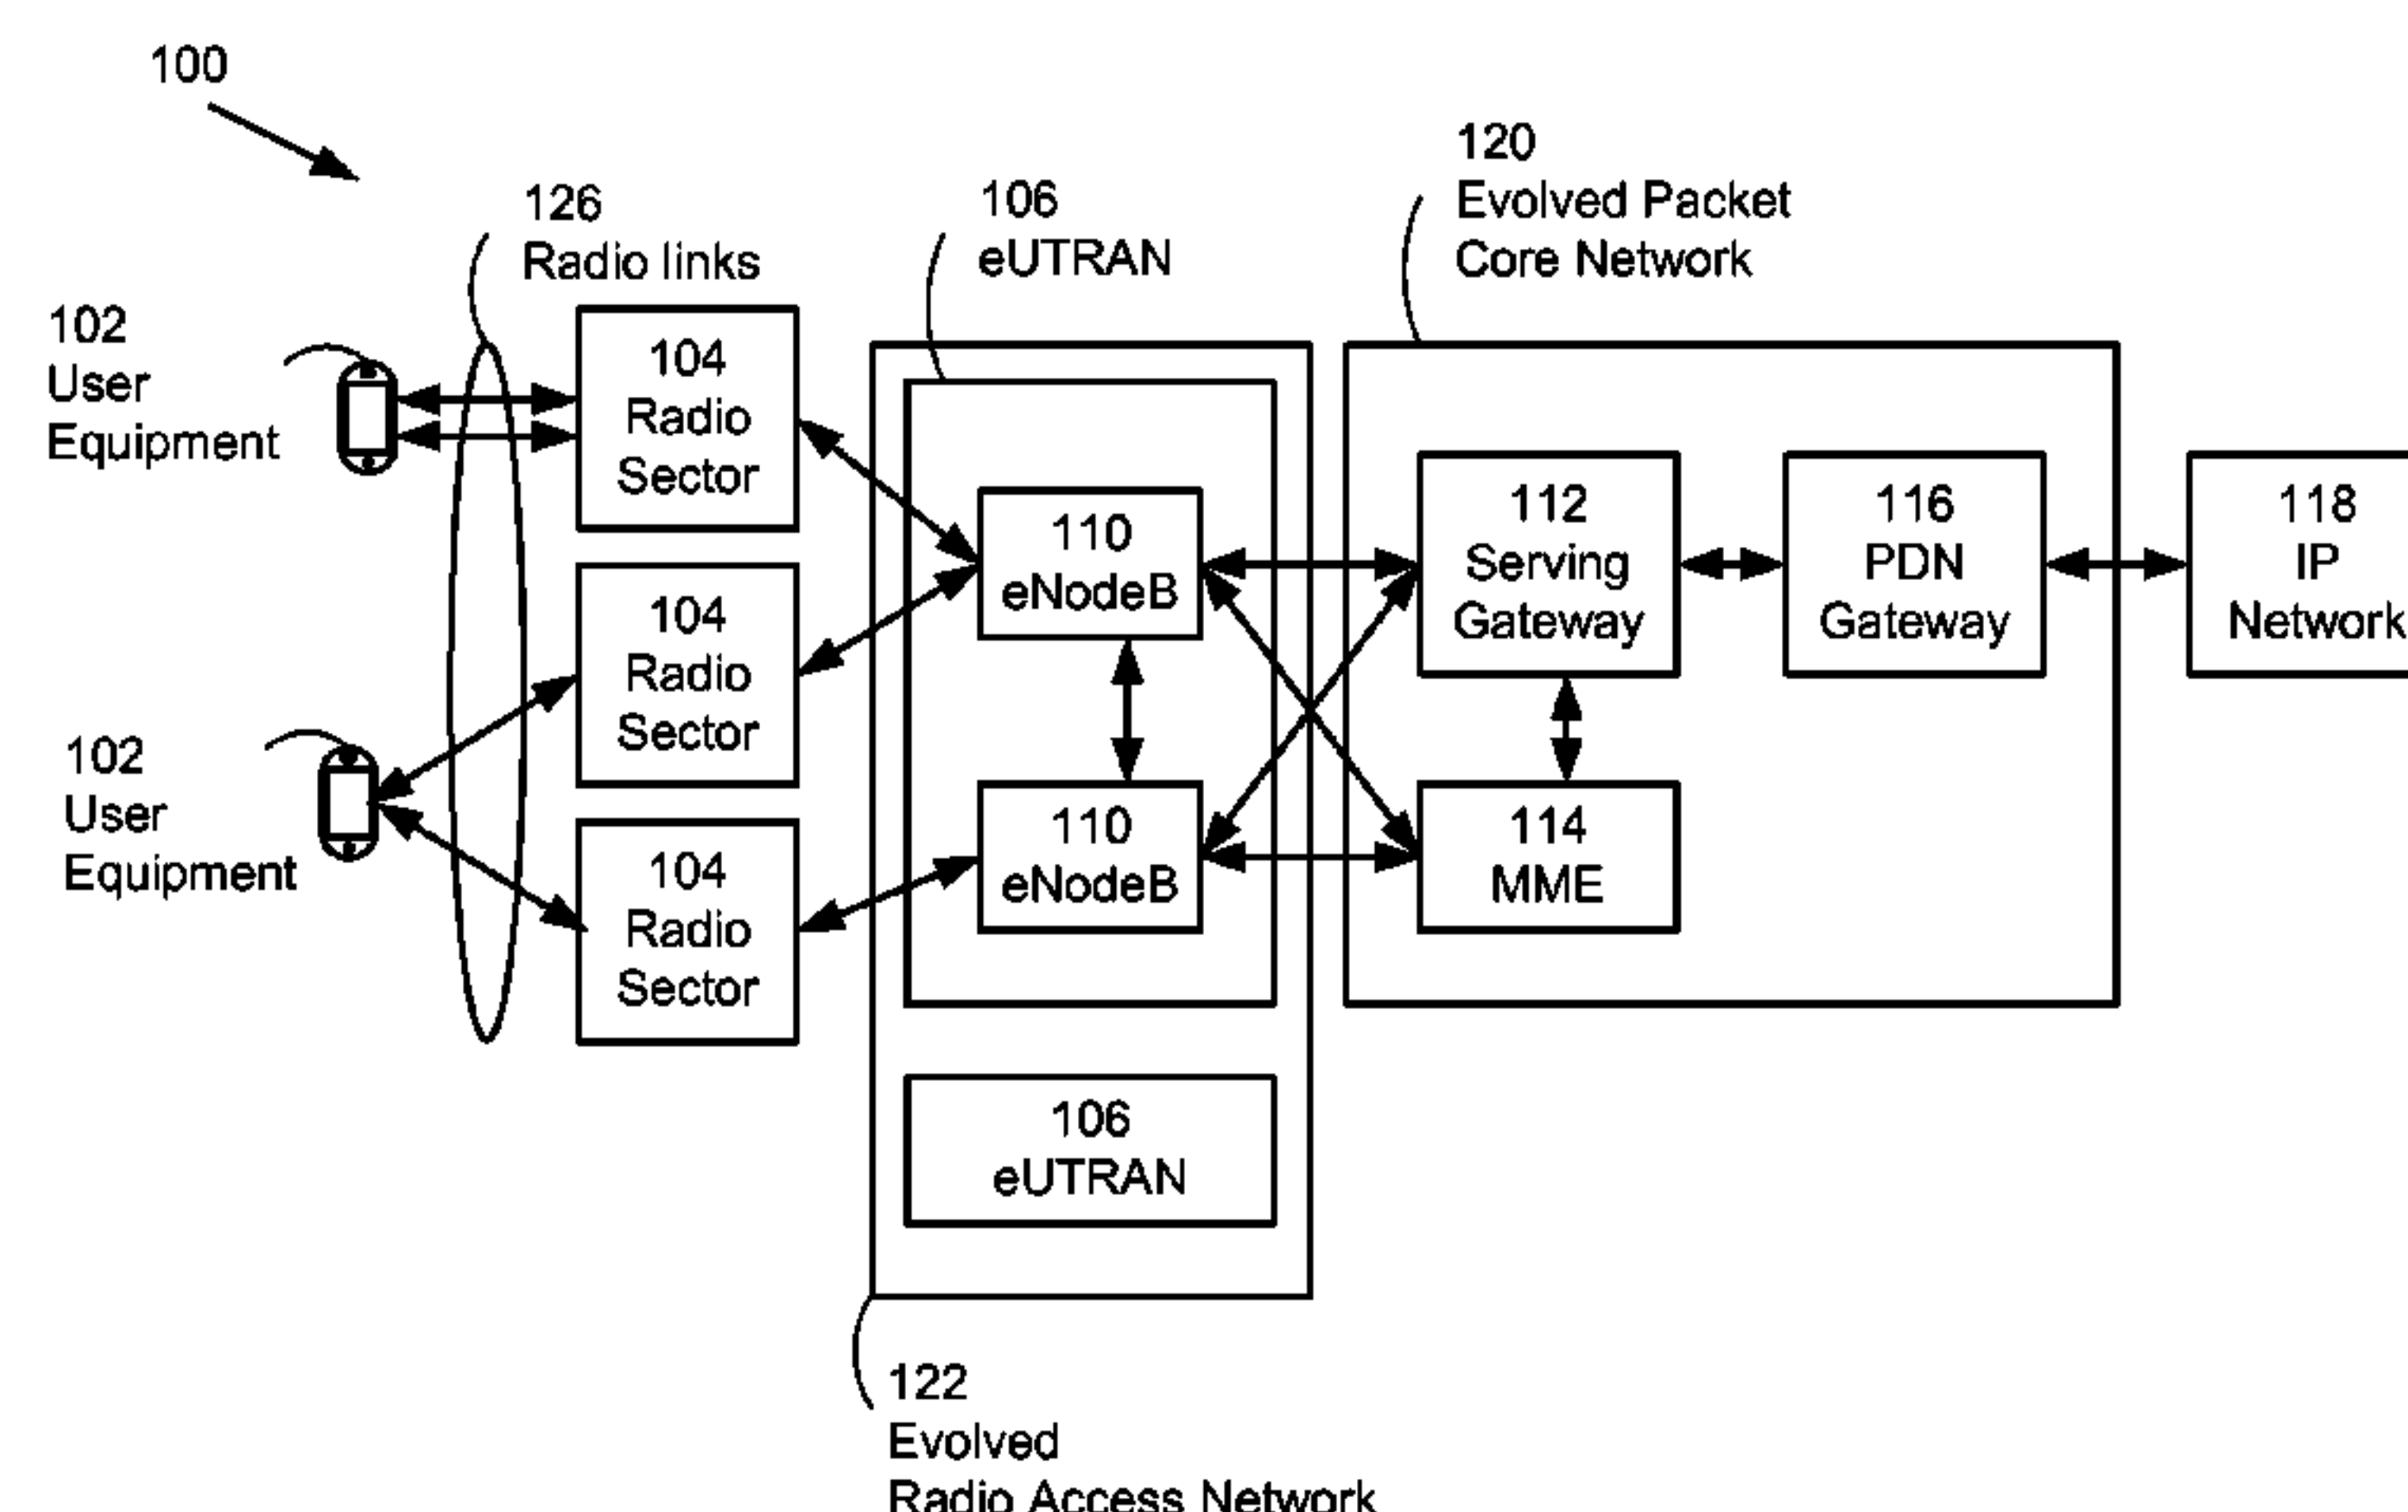 100
126
Radio links
106
eUTRAN
120
Evolved Packet
Core Network
102
User
Equipment
104
Radio
Sector
110
eNodeB
112
Serving
Gateway
116
PDN
Gateway
118
IP
Network
104
Radio
Sector
102
User
Equipment
110
eNodeB
114
MME
104
Radio
Sector
106
eUTRAN
122
Evolved
Radio Access Network